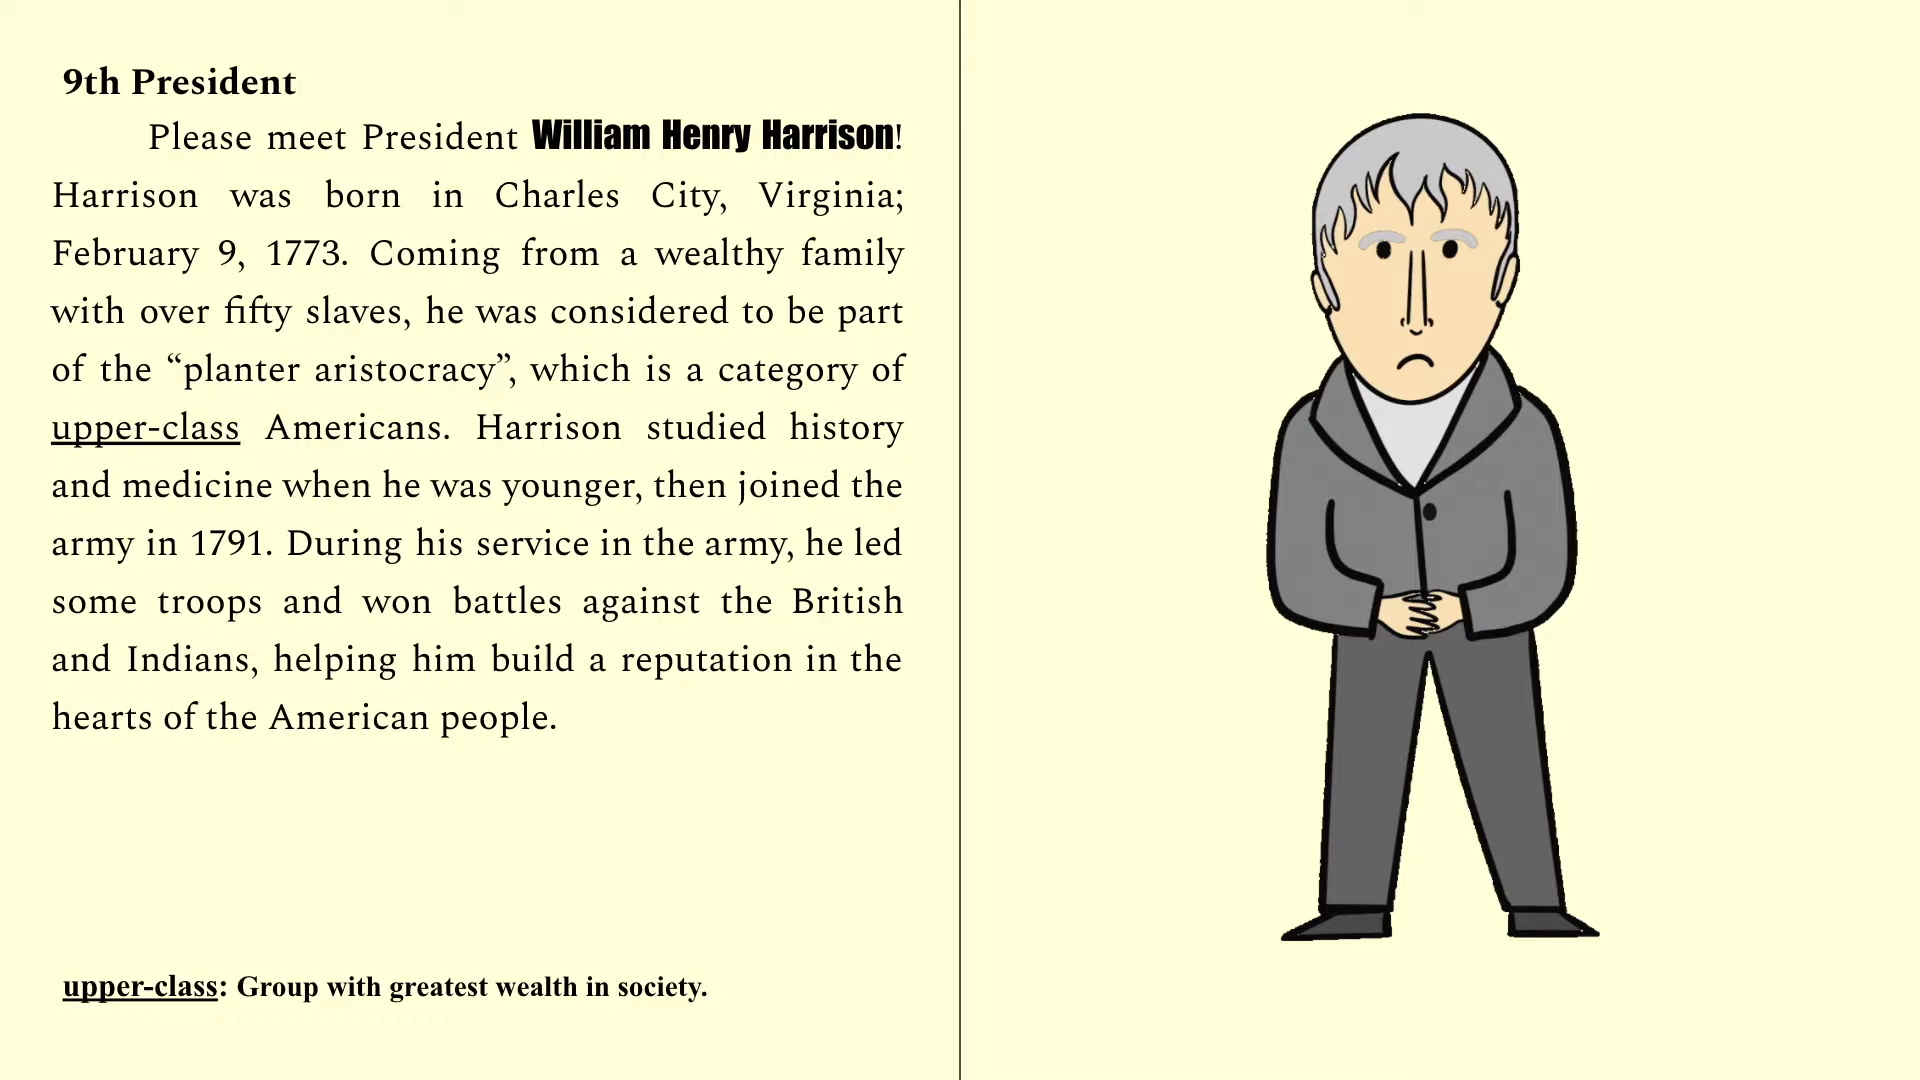 9th President
Please meet President William Henry Harrison!
Harrison was born in Charles City, Virginia;
February 9, 1773. Coming from a wealthy family
with over fifty slaves, he was considered to be part
of the “planter aristocracy”, which is a category of
upper-class Americans. Harrison studied history
and medicine when he was younger, then joined the
army in 1791. During his service in the army, he led
some troops and won battles against the British
and Indians, helping him build a reputation in the
hearts of the American people.
upper-class: Group with greatest wealth in society.